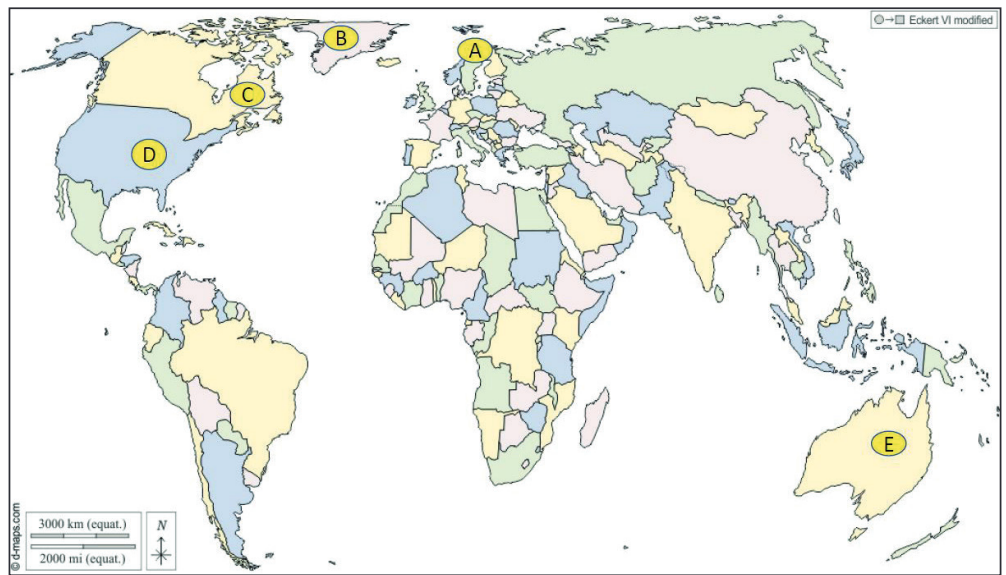 Eckert VI modified
B
A
C
D
E
3000 km (equat.)
2000 mi (equat.)
N
© d-maps.com